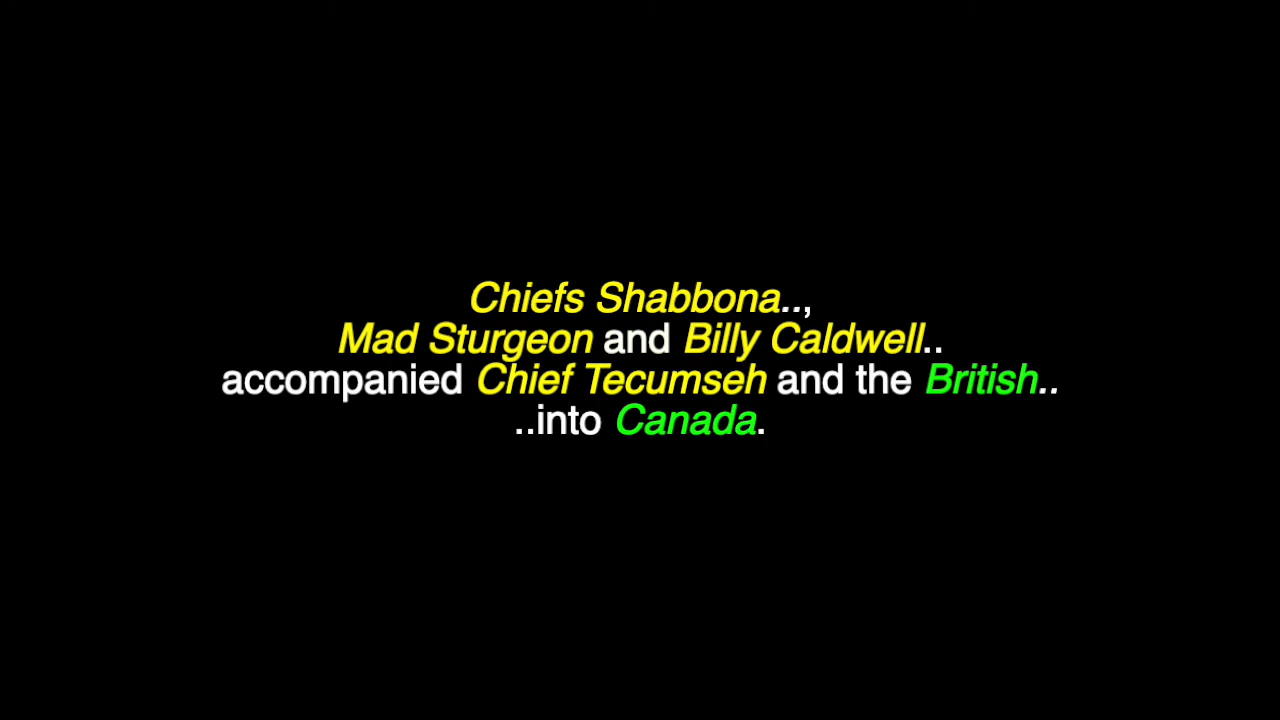 Chiefs Shabbona..,
Mad Sturgeon and Billy Caldwell..
accompanied Chief Tecumseh and the British..
..into Canada.